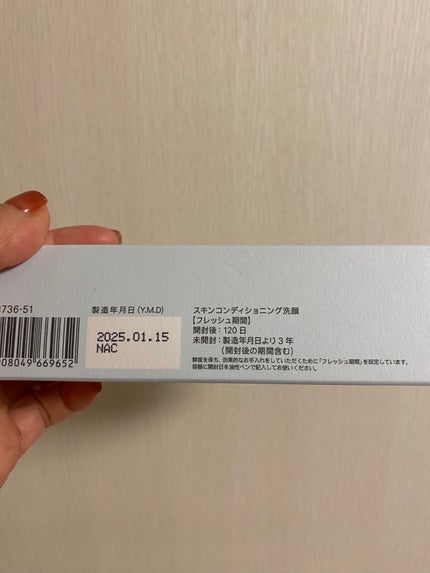 736-51
製造年月日(Y.M.D)
2025.01.15
NAC
08049"669652
スキンコンディショニング洗顔
【フレッシュ期間】
開封後：120日
未開封：製造年月日より3年
（開封後の期間含む）
鮮度を保ち、効果的なお手入れをしていただくために「フレッシュ期間」を設定しています。
容器に開封日を油性ペンで記入してお使いください。